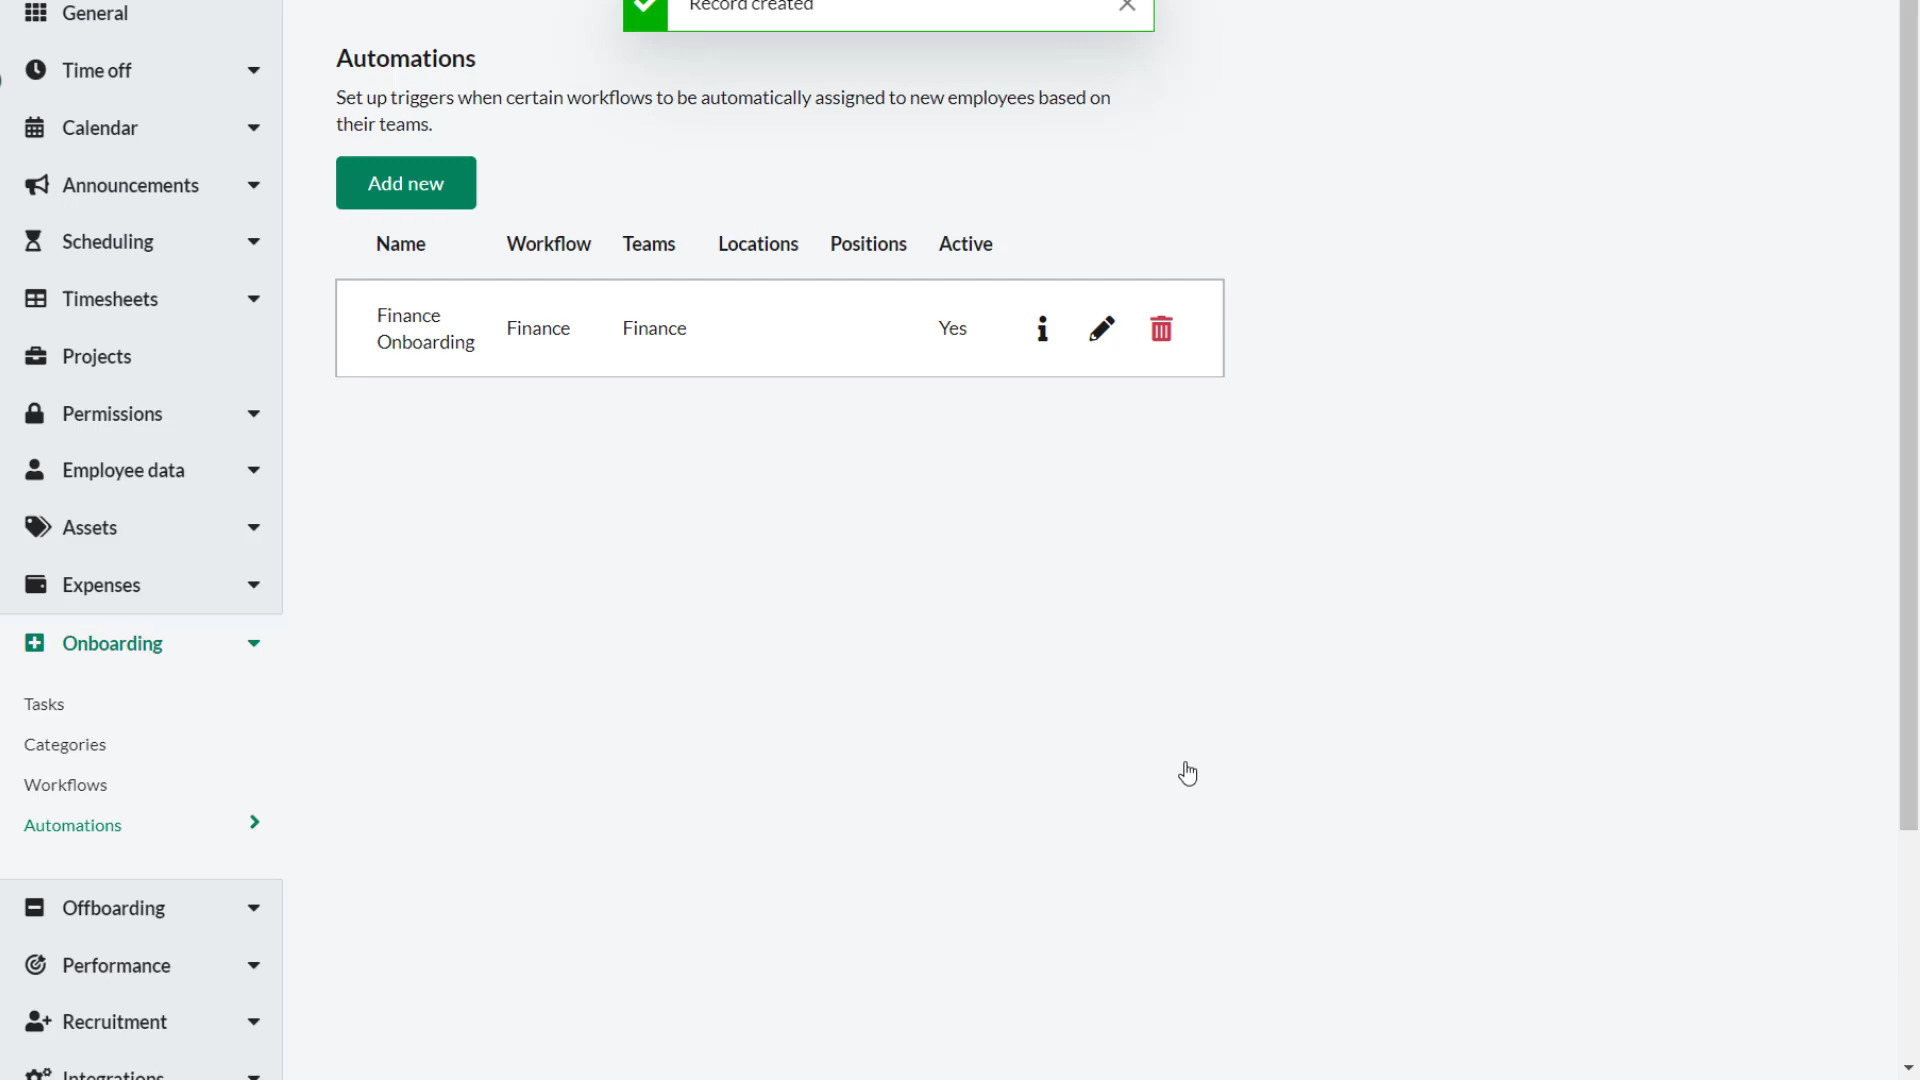 General
Time off
Calendar
Announcements
Scheduling
Timesheets
Projects
Permissions
Employee data
Assets
Expenses
Onboarding
Tasks
Categories
Workflows
Automations
Offboarding
Performance
Recruitment
Integrations
Record created
Automations
Set up triggers when certain workflows to be automatically assigned to new employees based on
their teams.
Add new
Name Workflow Teams Locations Positions Active
Finance
Onboarding Finance Finance Yes